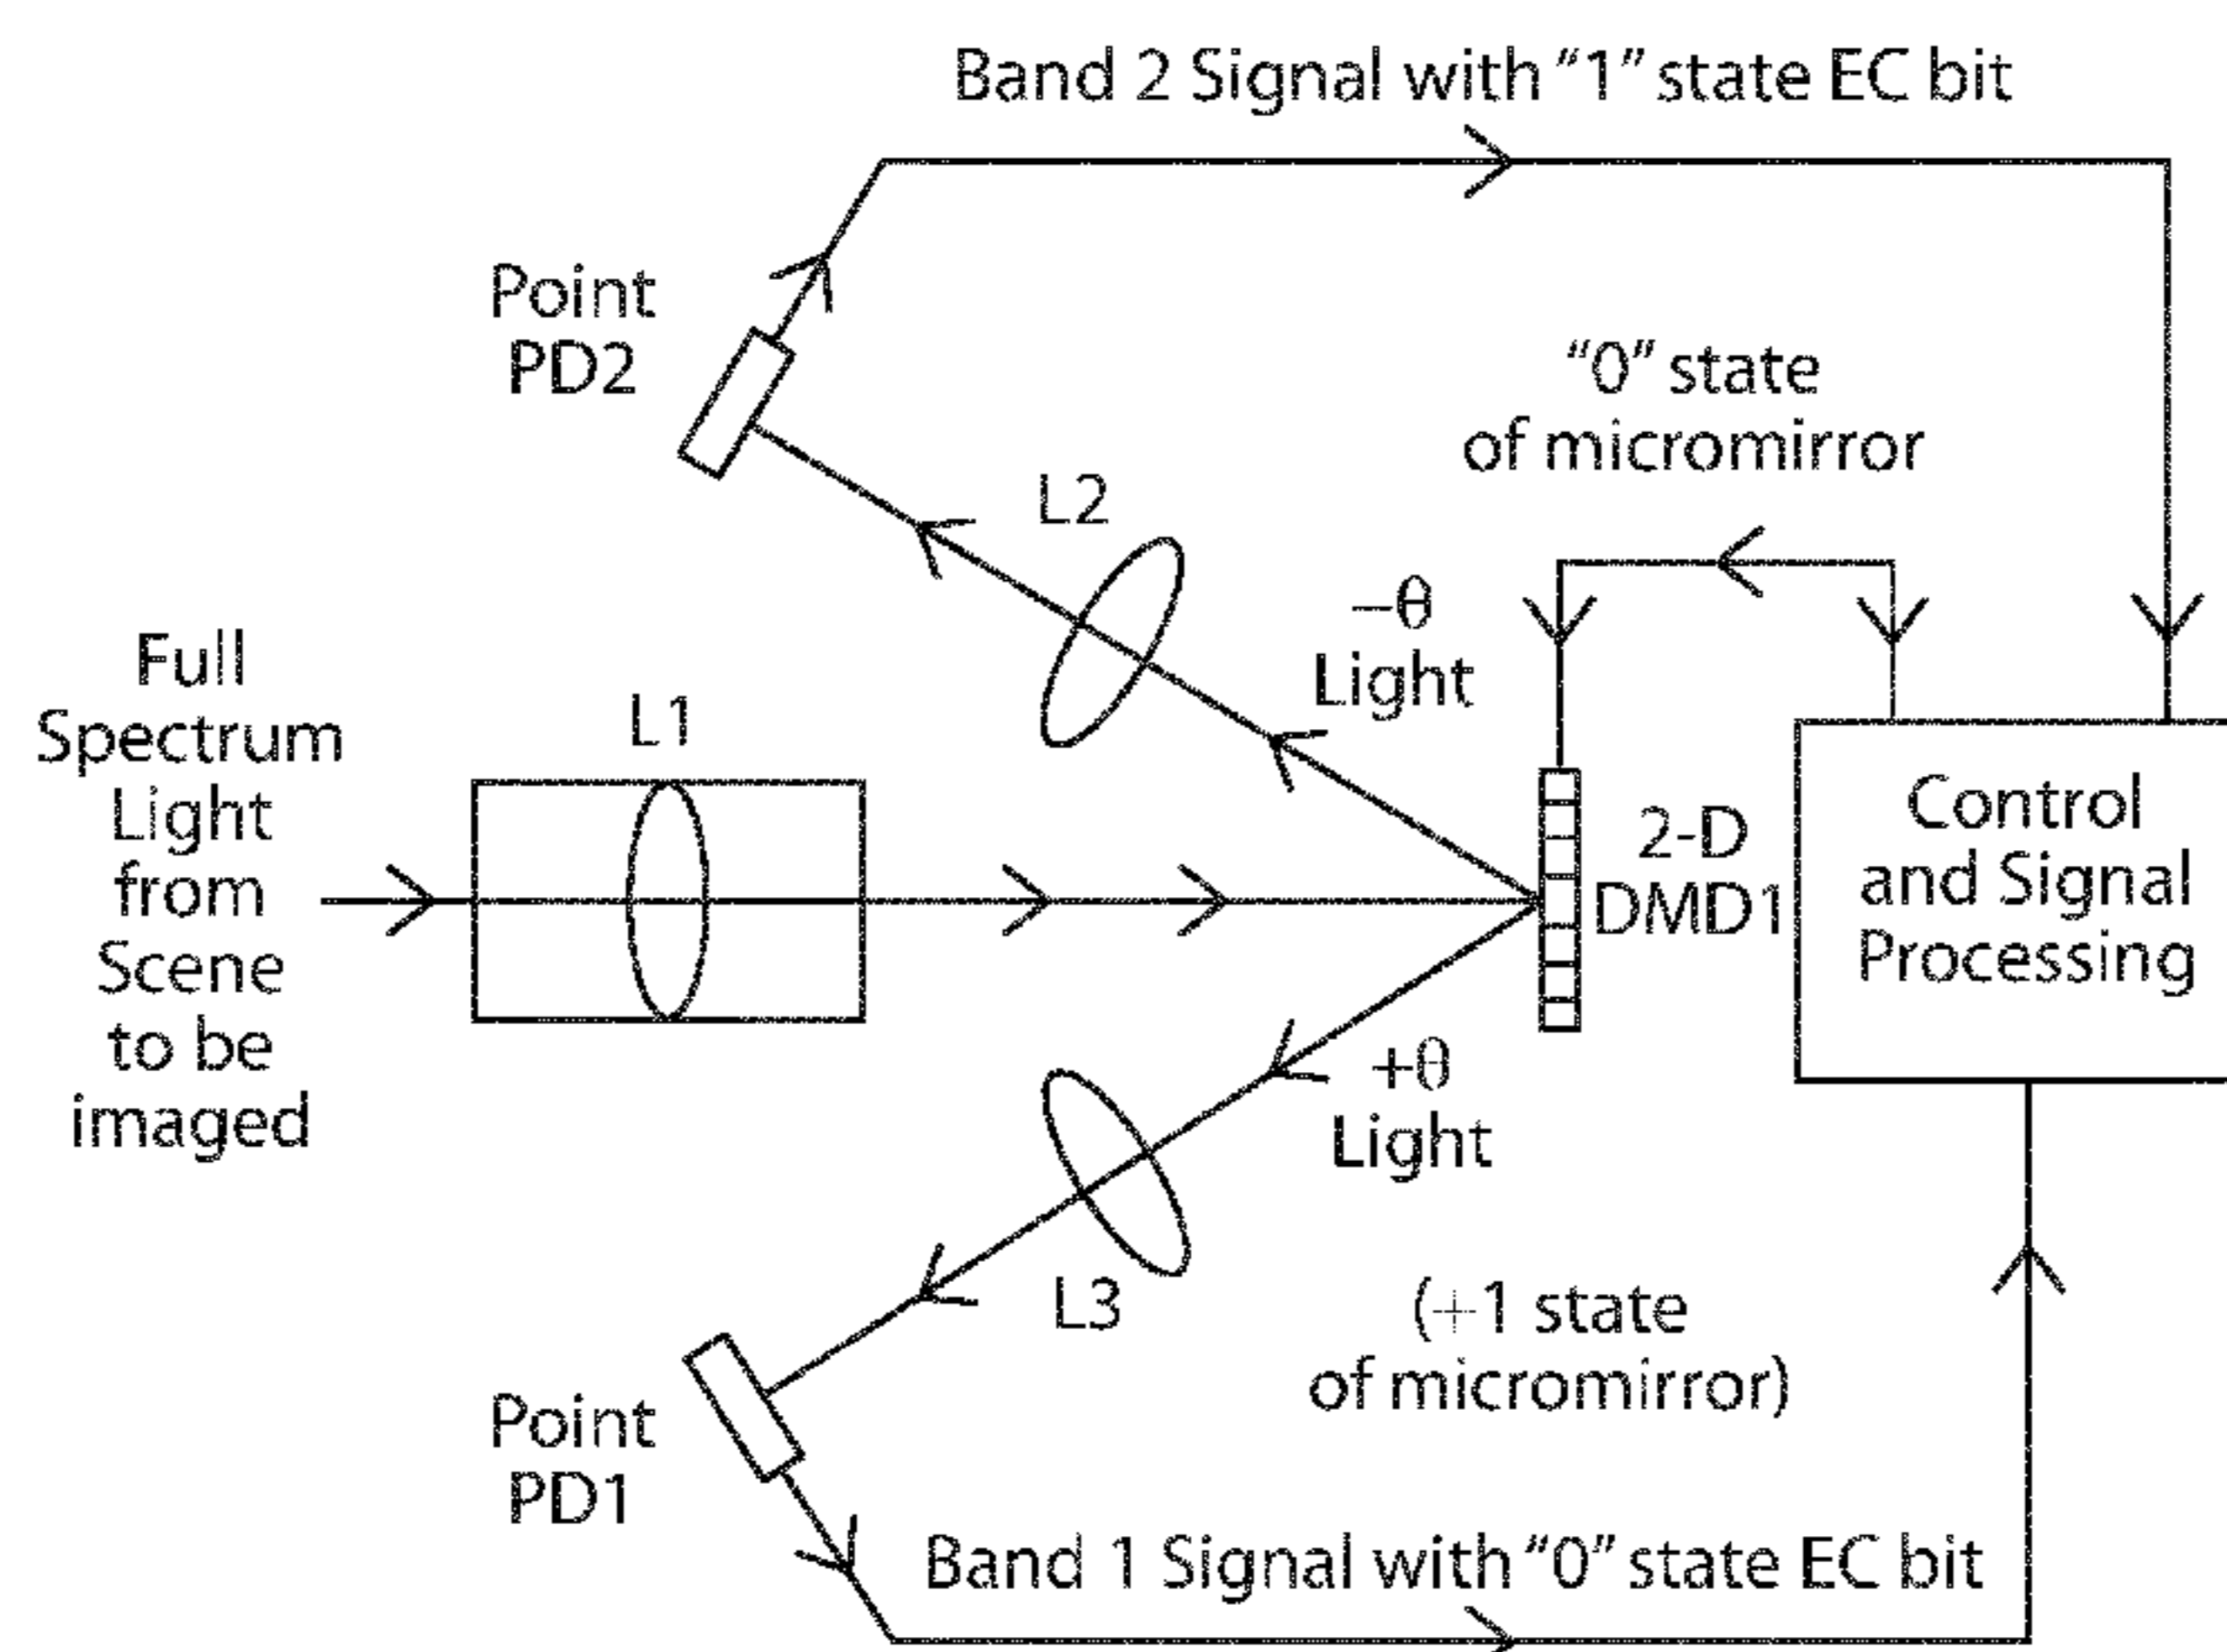 Band 2 Signal with “1” state EC bit
Point
PD2
“0” state
of micromirror
L2
−θ
Light
Full
Spectrum
Light
from
Scene
to be
imaged
L1
2-D
DMD1
Control
and Signal
Processing
+θ
Light
L3
(+1 state
of micromirror)
Point
PD1
Band 1 Signal with “0” state EC bit